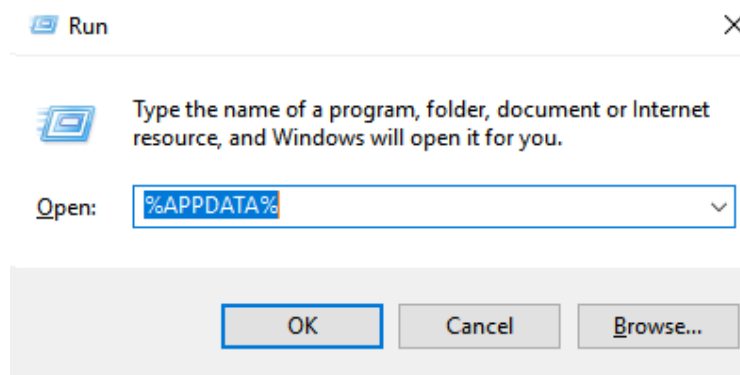 Run
Type the name of a program, folder, document or Internet
resource, and Windows will open it for you.
Open: %APPDATA%
OK Cancel Browse...